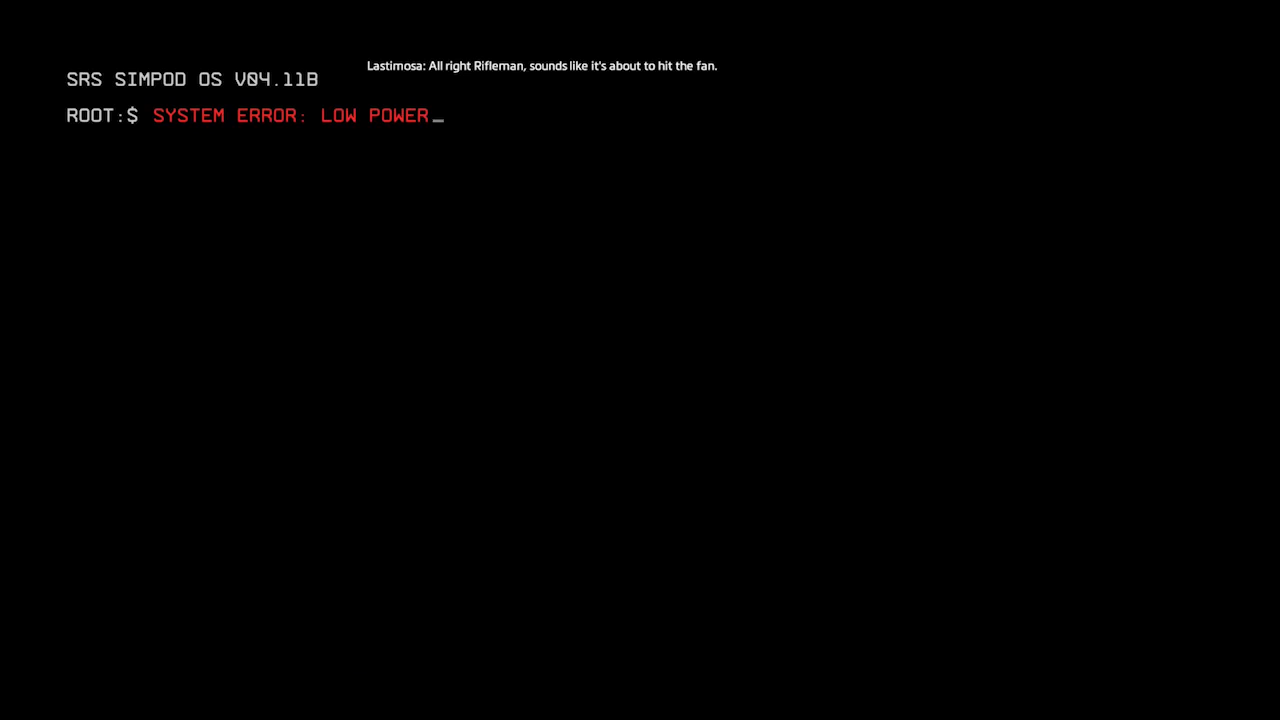 Lastimosa: All right Rifleman, sounds like it's about to hit the fan.
SRS SIMPOD OS V04.11B
ROOT:$ SYSTEM ERROR: LOW POWER_